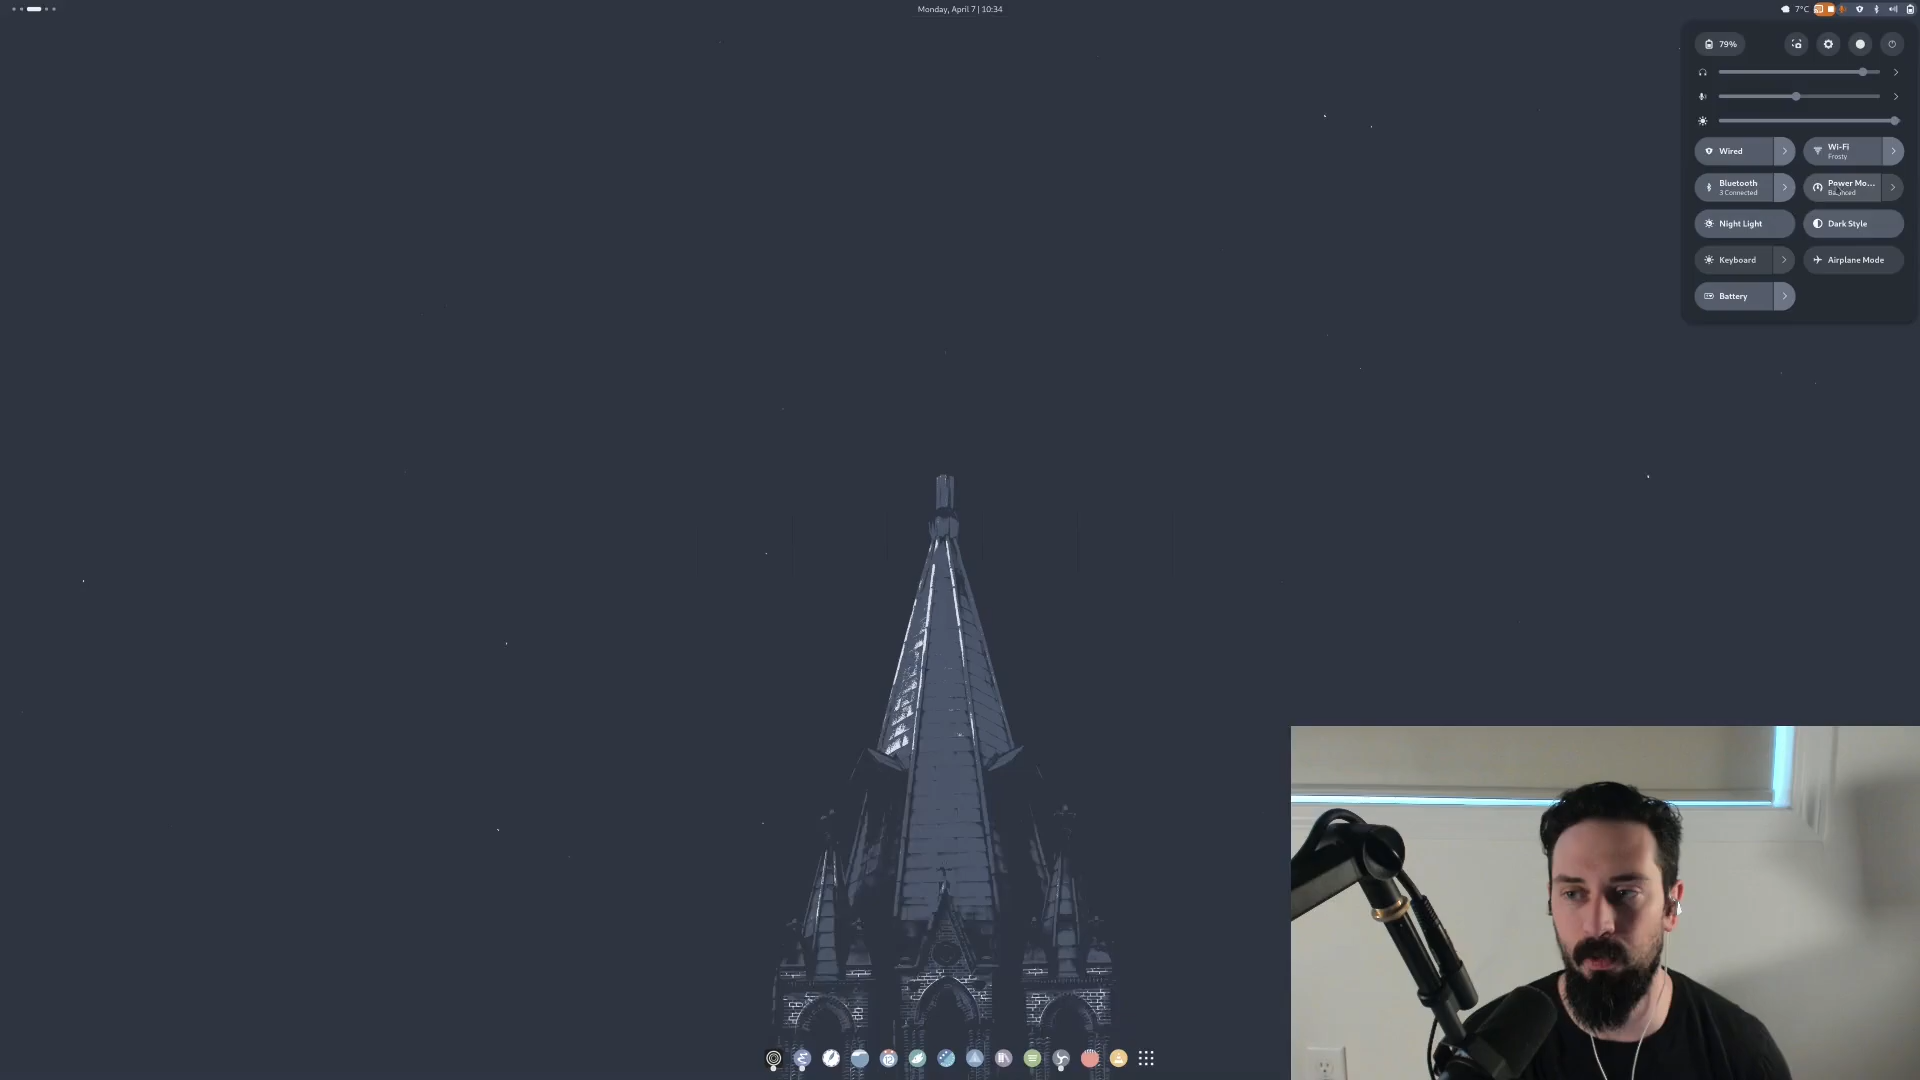 Monday, April 7 | 10:34
7°C
79%
Wired
Wi-Fi
Frosty
Bluetooth
3 Connected
Power Mo...
Balanced
Night Light
Dark Style
Keyboard
Airplane Mode
Battery
12